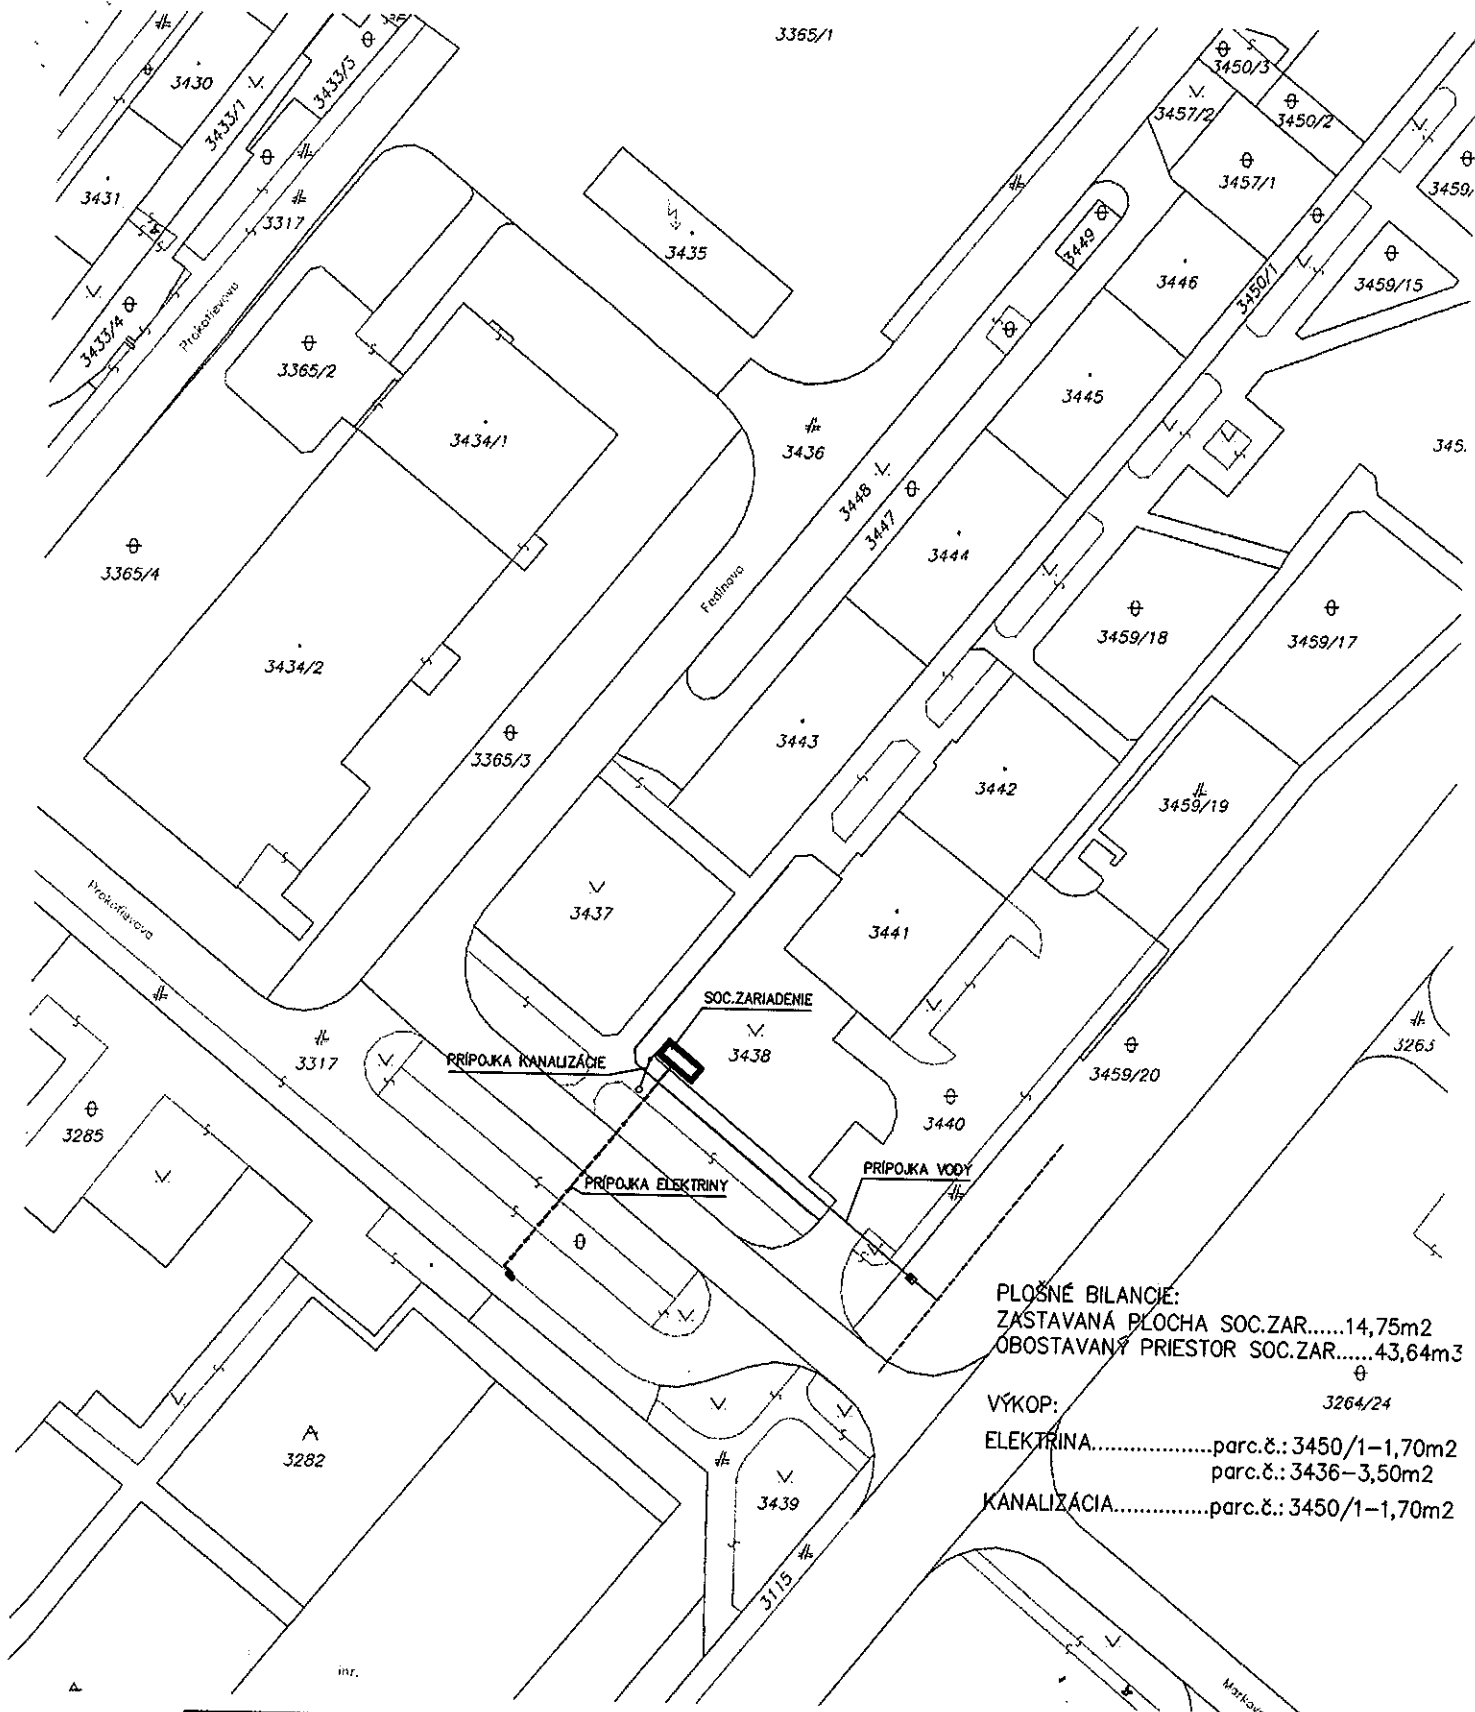 3365/1
3430
3433/1
3433/3
3450/3
3457/2
3450/2
3457/1
3431
3317
3435
3449
3446
3450/1
3459/15
3433/4
Prokofievova
3365/2
3445
3434/1
3436
3448
3447
3444
3365/4
Fedinova
3459/18
3459/17
3434/2
3443
3365/3
3442
3459/19
Prokofievova
3437
3441
SOC.ZARIADENIE
3438
PRÍPOJKA KANALIZÁCIE
3317
3263
3459/20
3285
3440
PRÍPOJKA VODY
PRÍPOJKA ELEKTRINY
PLOŠNÉ BILANCIE:
ZASTAVANÁ PLOCHA SOC.ZAR......14,75m2
OBOSTAVANÝ PRIESTOR SOC.ZAR......43,64m3
3264/24
VÝKOP:
ELEKTRINA...................parc.č.: 3450/1-1,70m2
parc.č.: 3436-3,50m2
KANALIZÁCIA...............parc.č.: 3450/1-1,70m2
3282
3439
3115
inr.